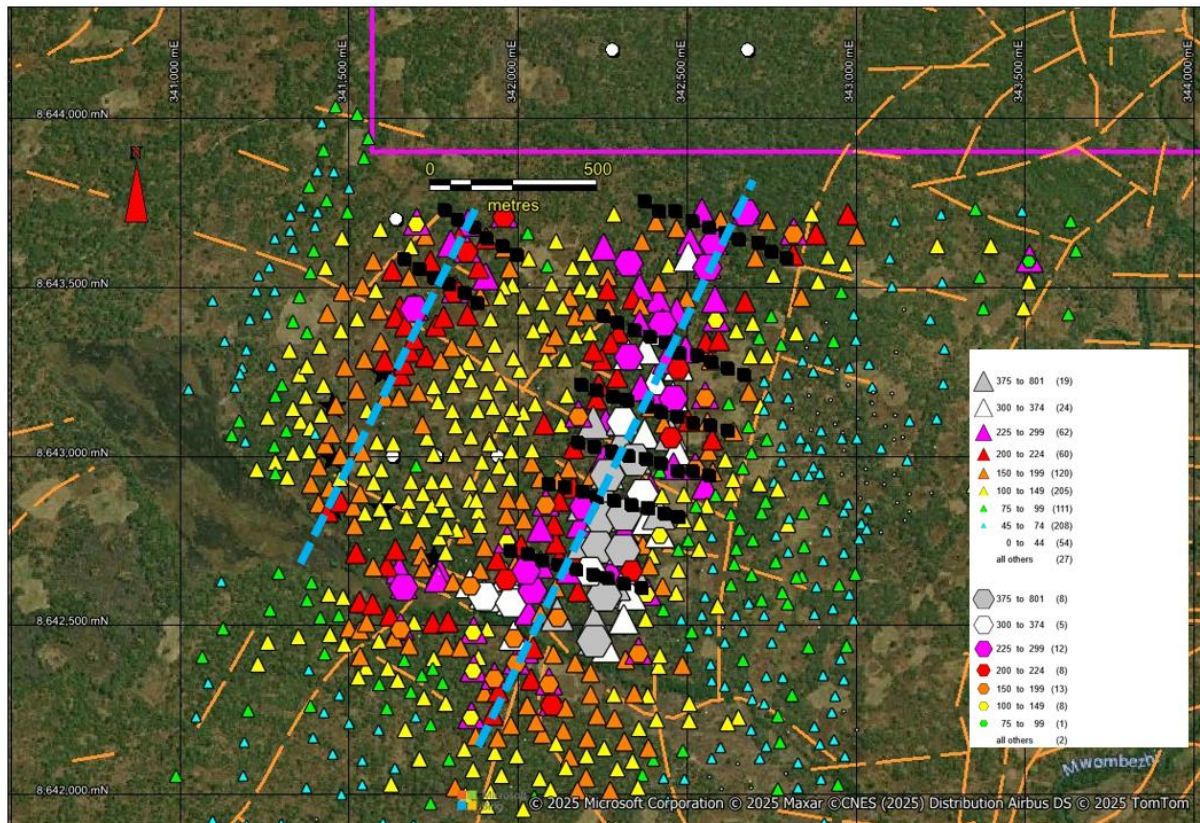 341,000 mE
341,500 mE
342,000 mE
342,500 mE
343,000 mE
343,500 mE
344,000 mE
8,644,000 mN
N
0 500
metres
8,643,500 mN
8,643,000 mN
8,642,500 mN
8,642,000 mN
375 to 801 (19)
300 to 374 (24)
225 to 299 (62)
200 to 224 (60)
150 to 199 (120)
100 to 149 (205)
75 to 99 (111)
45 to 74 (208)
0 to 44 (54)
all others (27)
375 to 801 (8)
300 to 374 (5)
225 to 299 (12)
200 to 224 (8)
150 to 199 (13)
100 to 149 (8)
75 to 99 (1)
all others (2)
Mwombezhi
Microsoft
© 2025 Microsoft Corporation © 2025 Maxar ©CNES (2025) Distribution Airbus DS © 2025 TomTom